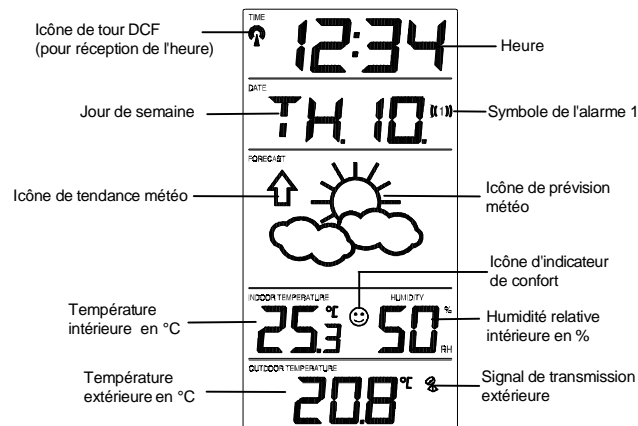 TIME
Icône de tour DCF
(pour réception de l'heure)
12:34
Heure
DATE
Jour de semaine
TH. 10.
((1))
Symbole de l'alarme 1
FORECAST
Icône de tendance météo
Icône de prévision
météo
Icône d'indicateur
de confort
INDOOR TEMPERATURE
HUMIDITY
Température
intérieure en °C
25.3 °C
50 % RH
Humidité relative
intérieure en %
OUTDOOR TEMPERATURE
Température
extérieure en °C
20.8 °C
Signal de transmission
extérieure